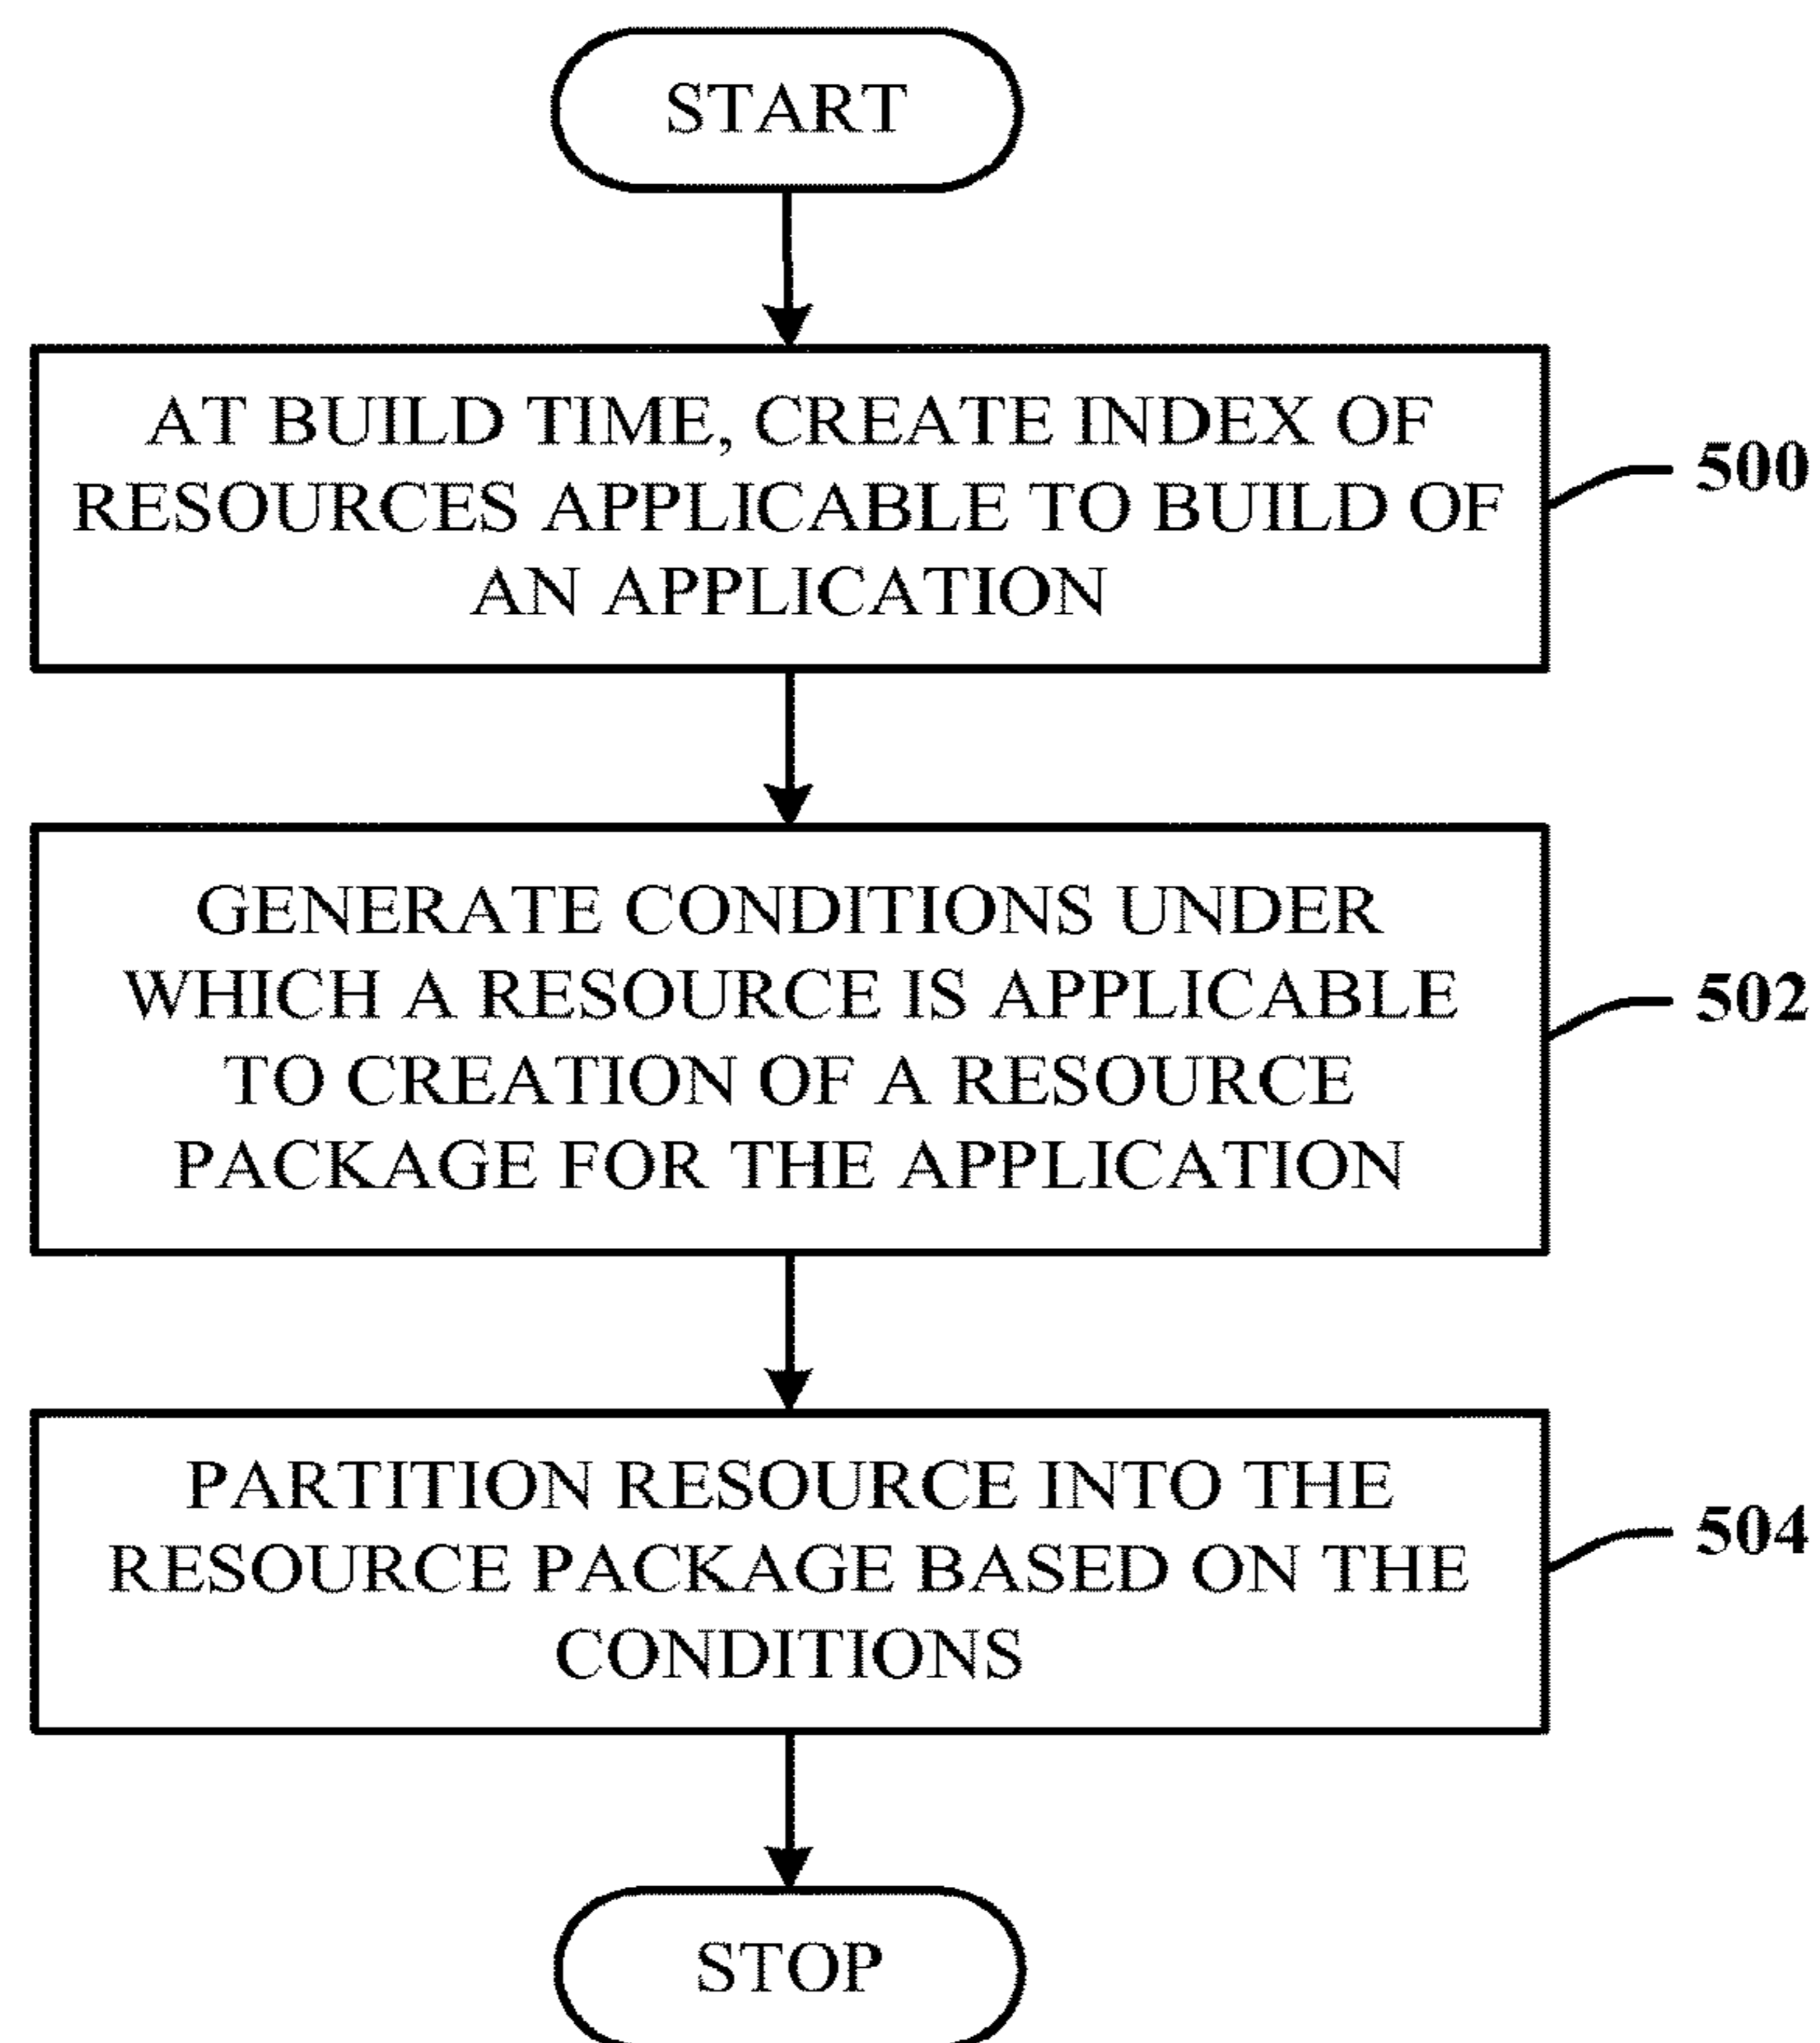 START
AT BUILD TIME, CREATE INDEX OF
RESOURCES APPLICABLE TO BUILD OF
AN APPLICATION
500
GENERATE CONDITIONS UNDER
WHICH A RESOURCE IS APPLICABLE
TO CREATION OF A RESOURCE
PACKAGE FOR THE APPLICATION
502
PARTITION RESOURCE INTO THE
RESOURCE PACKAGE BASED ON THE
CONDITIONS
504
STOP